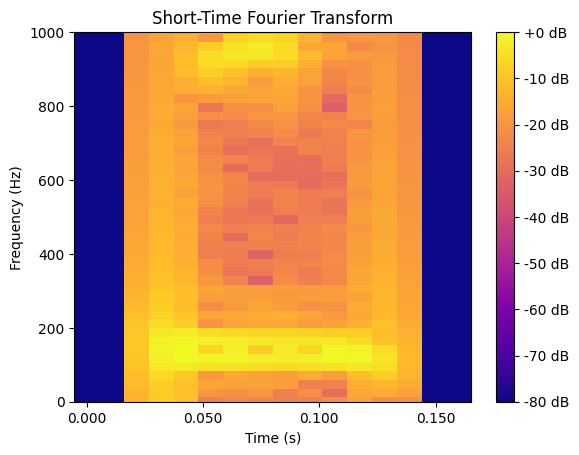 Short-Time Fourier Transform
1000
800
600
400
200
0
Frequency (Hz)
0.000
0.050
0.100
0.150
Time (s)
+0 dB
-10 dB
-20 dB
-30 dB
-40 dB
-50 dB
-60 dB
-70 dB
-80 dB